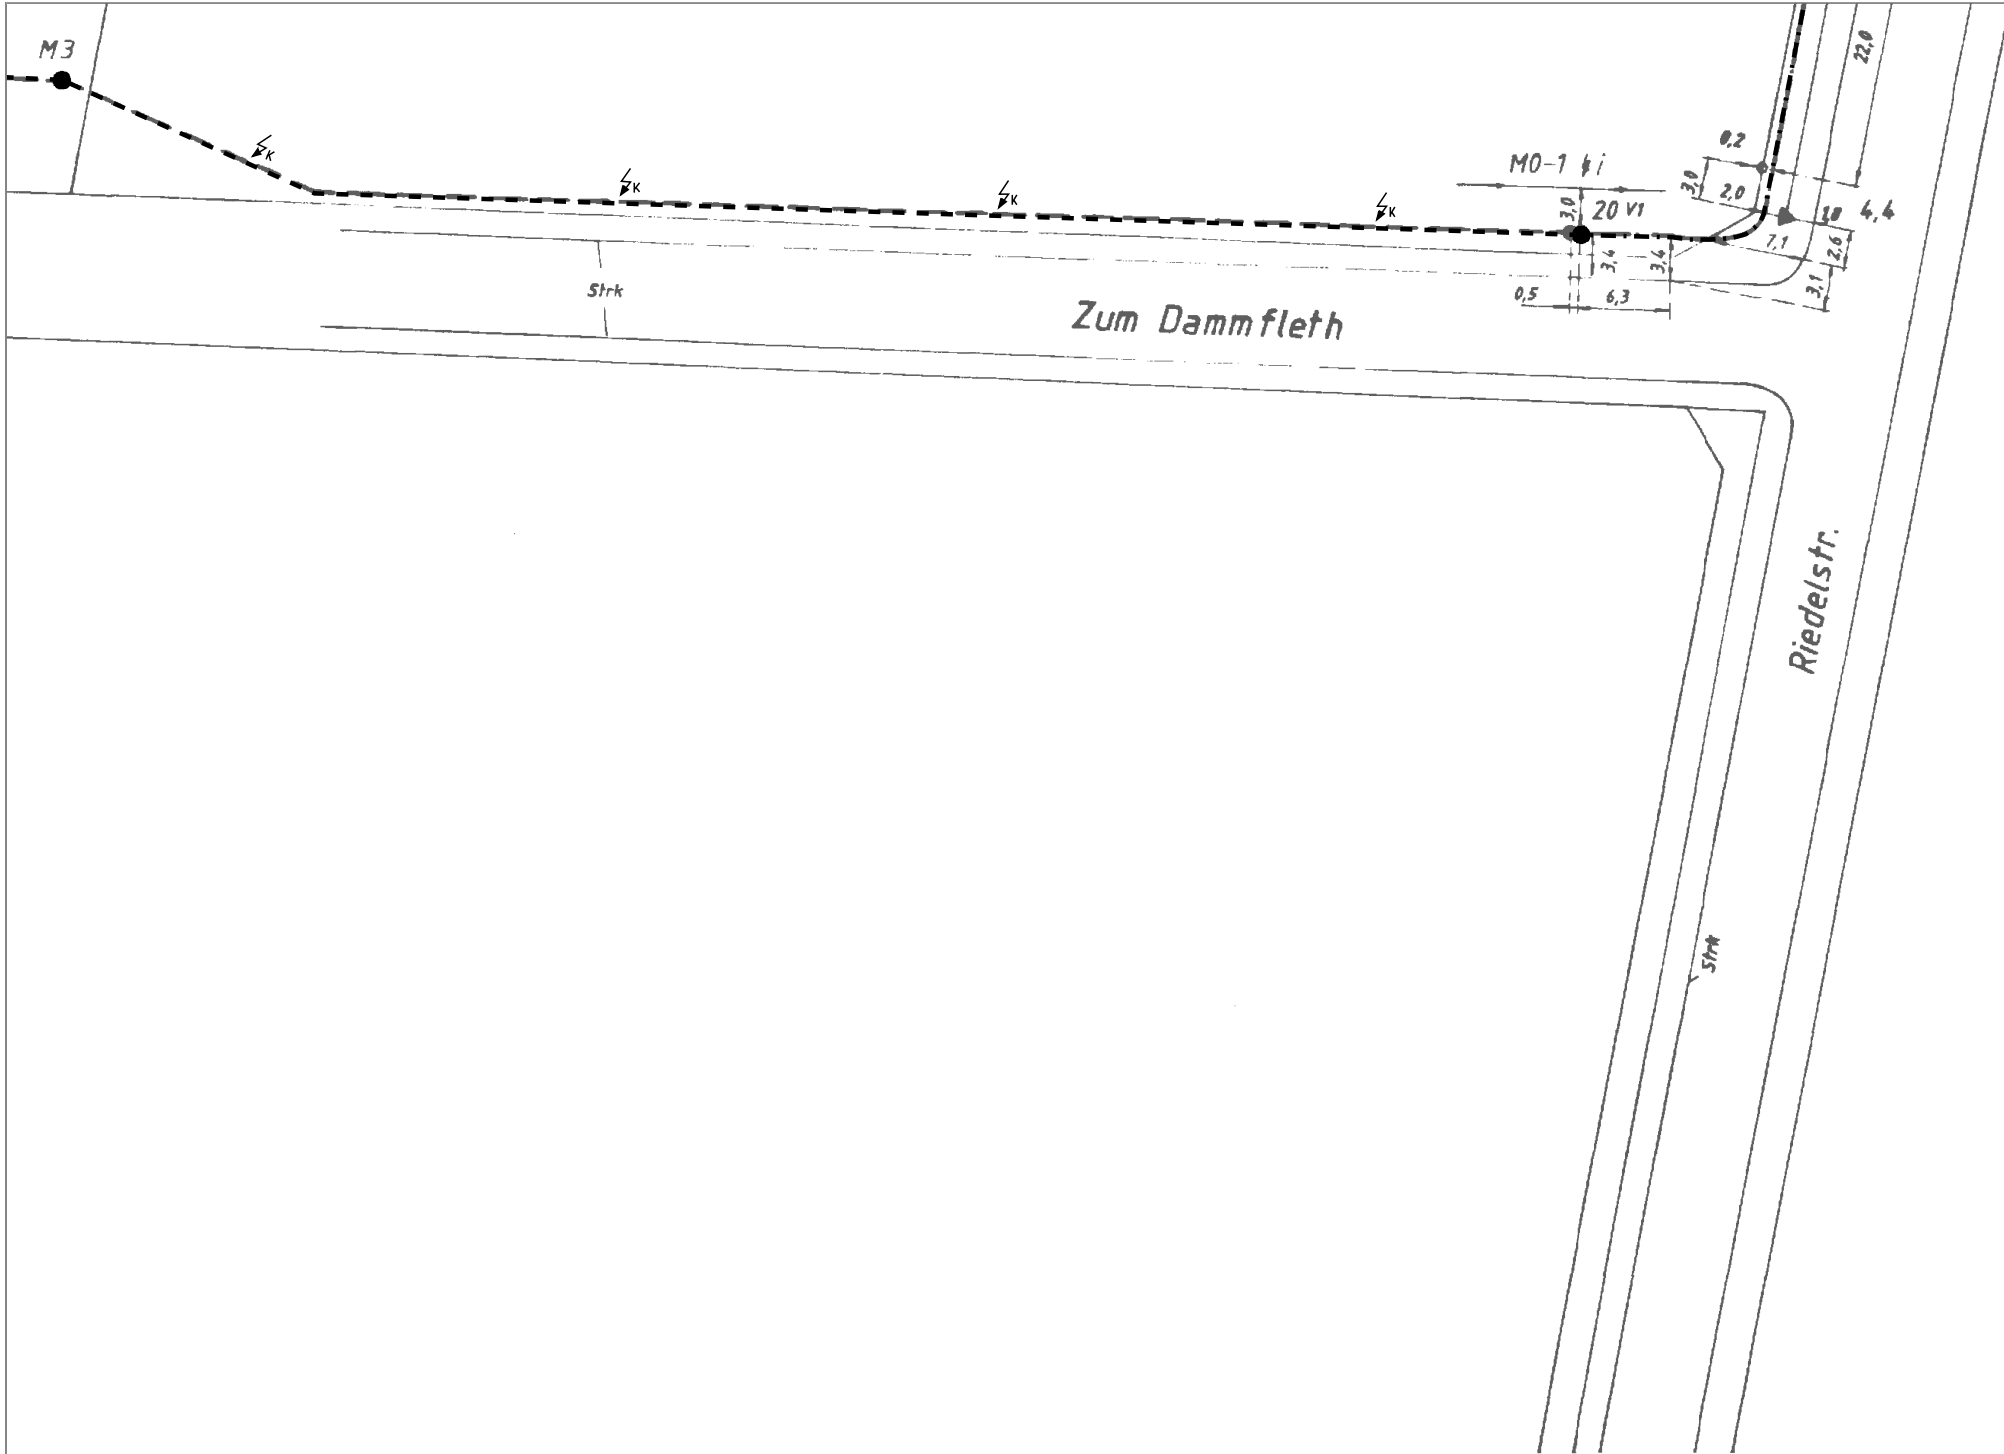 M3
22,0
0,2
M0-1 i
3,0
2,0
K
K
K
K
3,0
20 V1
1,0
4,4
7,1
2,6
3,4
3,4
3,1
Strk
0,5
6,3
Zum Dammfleth
Riedelstr.
Strk